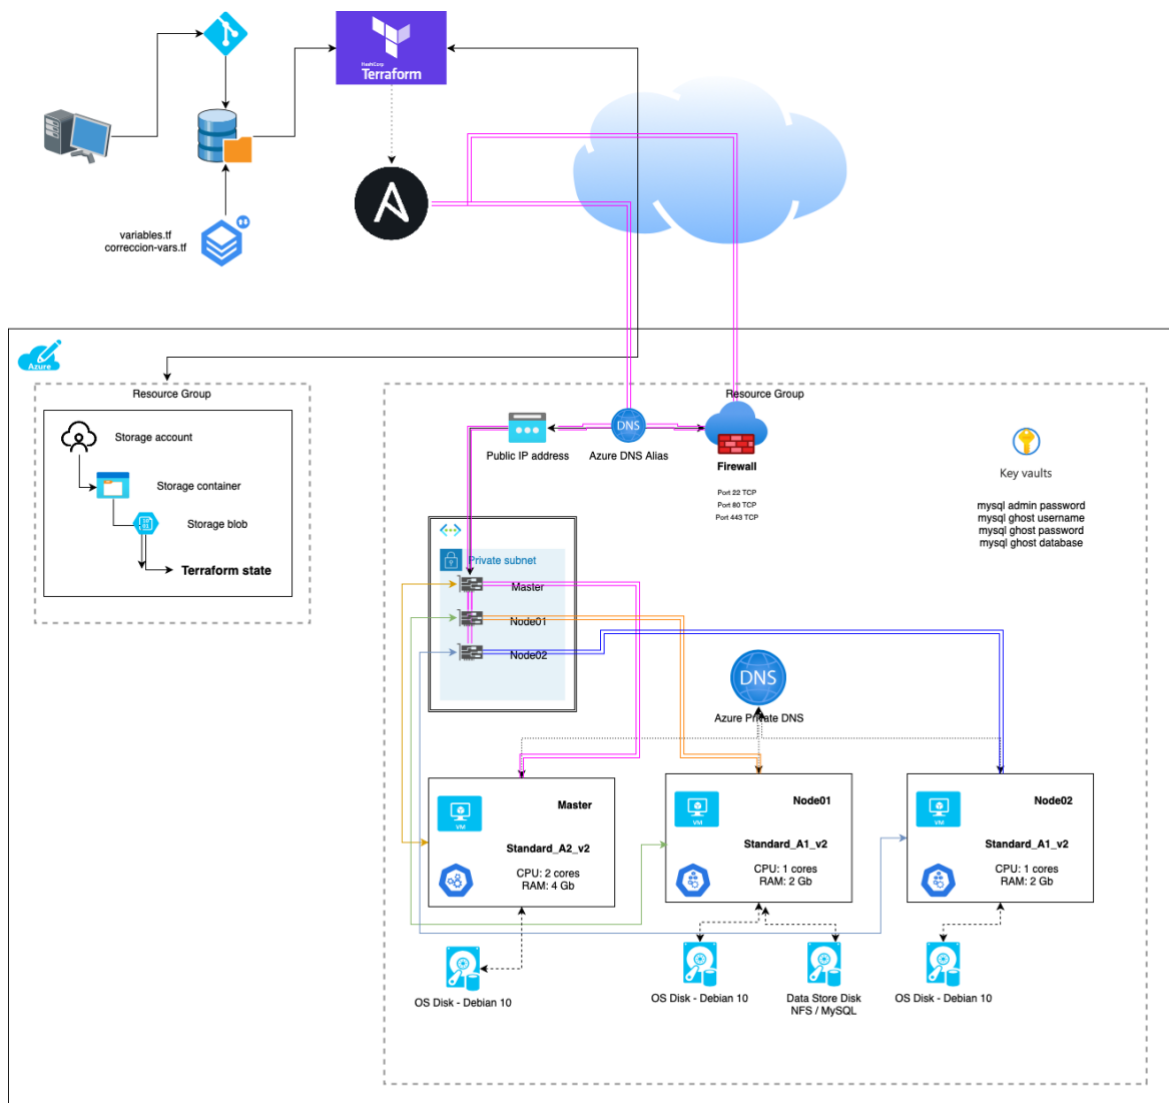 FreshCorp
Terraform
variables.tf
correccion-vars.tf
Azure
Resource Group
Storage account
Storage container
Storage blob
Terraform state
Resource Group
Public IP address
DNS
Azure DNS Alias
Firewall
Port 22 TCP
Port 80 TCP
Port 443 TCP
Key vaults
mysql admin password
mysql ghost username
mysql ghost password
mysql ghost database
Private subnet
Master
Node01
Node02
DNS
Azure Private DNS
Master
VM
Standard_A2_v2
CPU: 2 cores
RAM: 4 Gb
Node01
VM
Standard_A1_v2
CPU: 1 cores
RAM: 2 Gb
Node02
VM
Standard_A1_v2
CPU: 1 cores
RAM: 2 Gb
OS Disk - Debian 10
OS Disk - Debian 10
Data Store Disk
NFS / MySQL
OS Disk - Debian 10